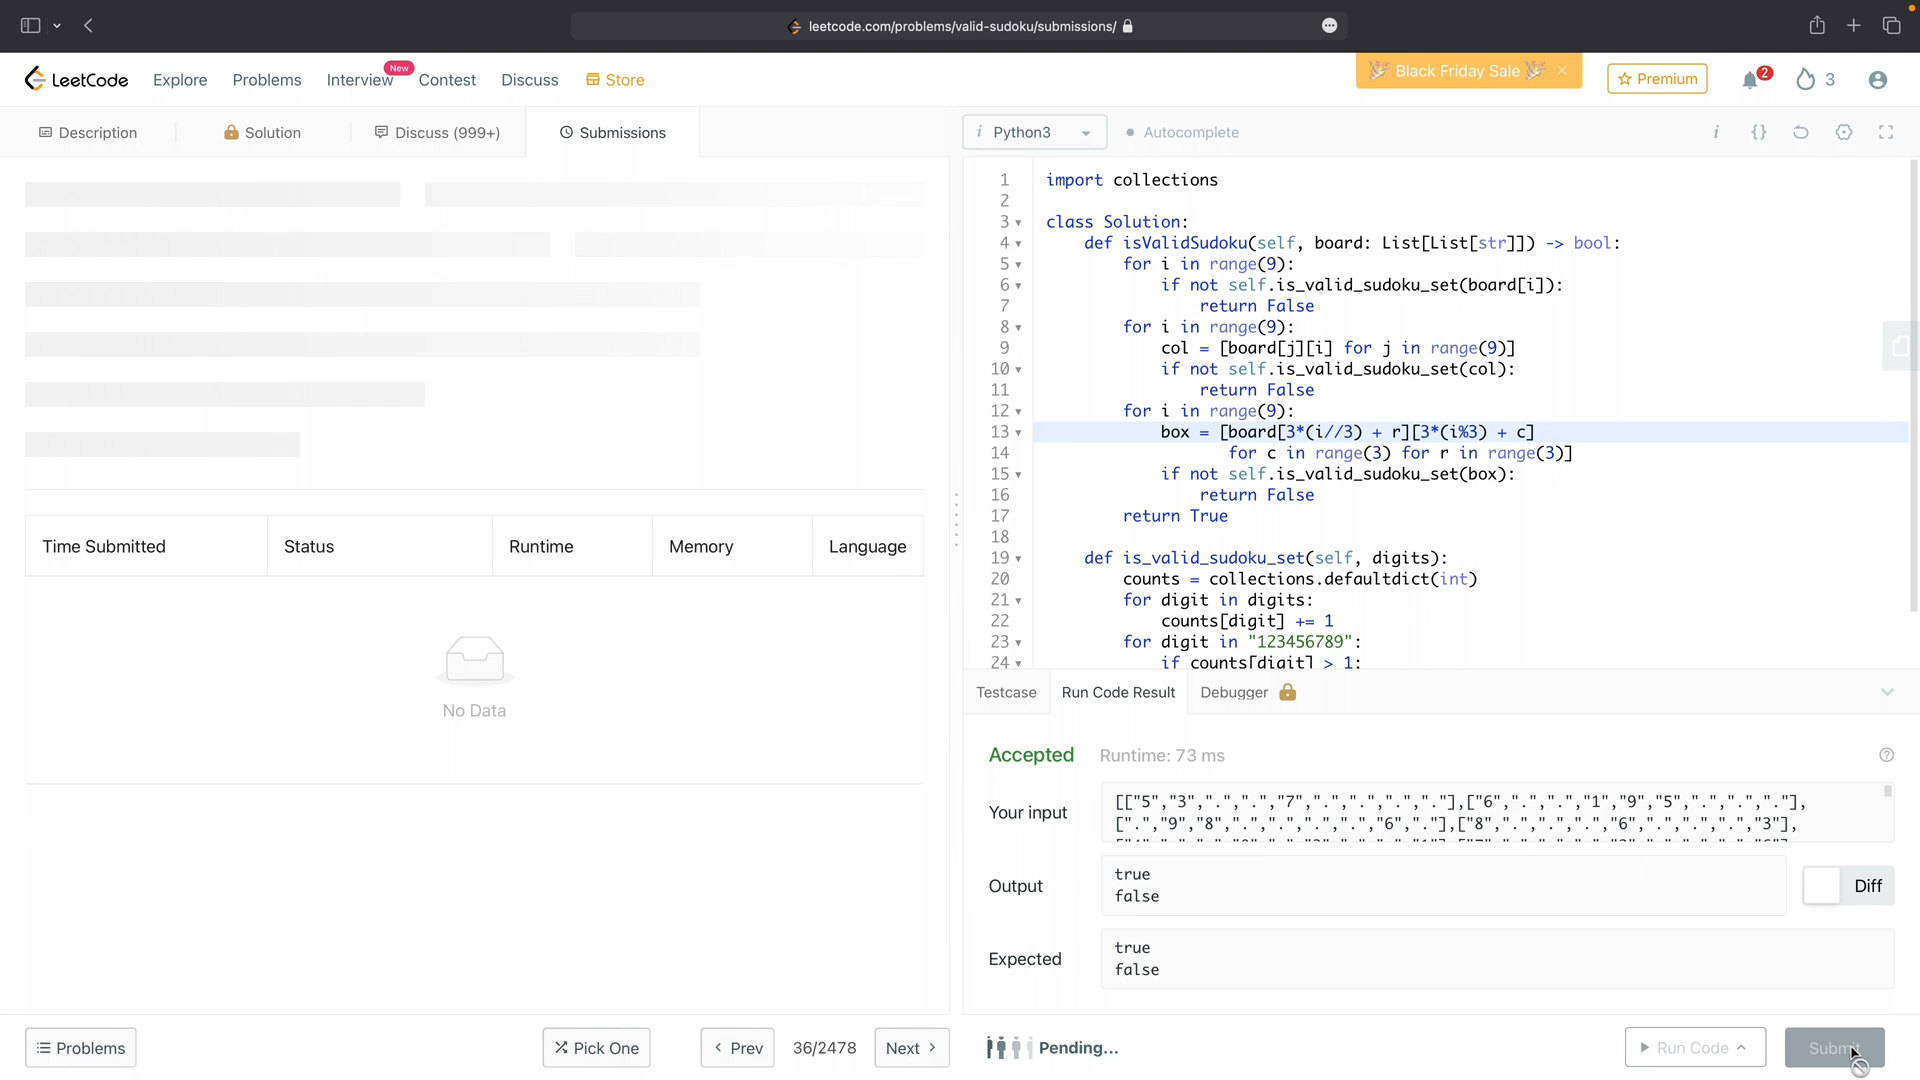 leetcode.com/problems/valid-sudoku/submissions/
LeetCode
Explore
Problems
Interview
New
Contest
Discuss
Store
Black Friday Sale
Premium
2
3
Description
Solution
Discuss (999+)
Submissions
i Python3
Autocomplete
Time Submitted
Status
Runtime
Memory
Language
No Data
1 import collections
2
3 class Solution:
4 def isValidSudoku(self, board: List[List[str]]) -> bool:
5 for i in range(9):
6 if not self.is_valid_sudoku_set(board[i]):
7 return False
8 for i in range(9):
9 col = [board[j][i] for j in range(9)]
10 if not self.is_valid_sudoku_set(col):
11 return False
12 for i in range(9):
13 box = [board[3*(i//3) + r][3*(i%3) + c]
14 for c in range(3) for r in range(3)]
15 if not self.is_valid_sudoku_set(box):
16 return False
17 return True
18
19 def is_valid_sudoku_set(self, digits):
20 counts = collections.defaultdict(int)
21 for digit in digits:
22 counts[digit] += 1
23 for digit in "123456789":
24 if counts[digit] > 1:
Testcase
Run Code Result
Debugger
Accepted
Runtime: 73 ms
Your input
[["5","3",".",".","7",".",".",".","."],["6",".",".","1","9","5",".",".","."],
[".","9","8",".",".",".",".","6","."],["8",".",".",".","6",".",".",".","3"],
Output
true
false
Diff
Expected
true
false
Problems
Pick One
Prev
36/2478
Next
Pending...
Run Code
Submit